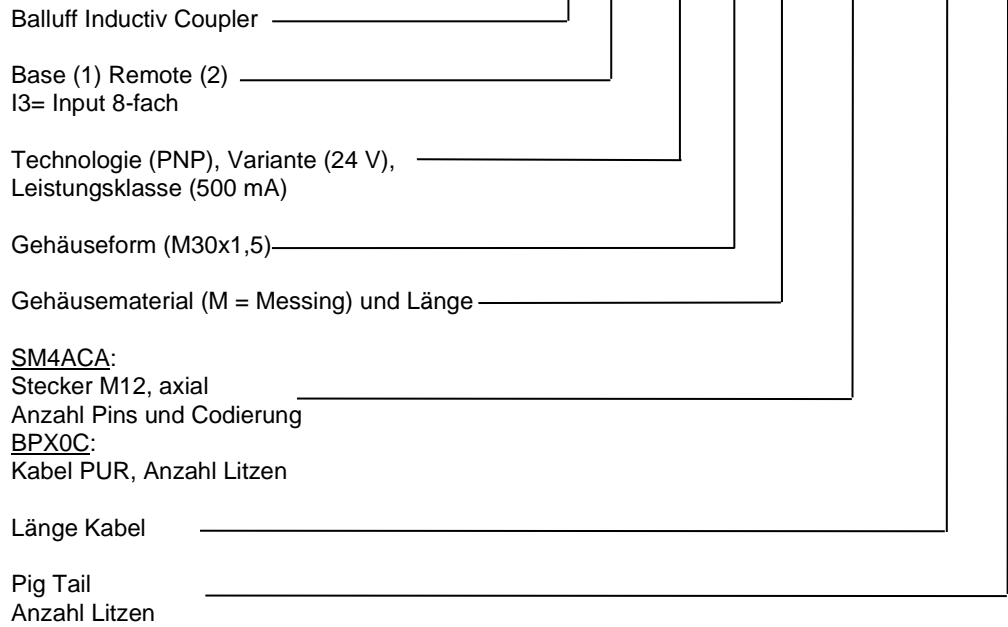 Balluff Inductiv Coupler
Base (1) Remote (2)
I3= Input 8-fach
Technologie (PNP), Variante (24 V),
Leistungsklasse (500 mA)
Gehäuseform (M30x1,5)
Gehäusematerial (M = Messing) und Länge
SM4ACA:
Stecker M12, axial
Anzahl Pins und Codierung
BPX0C:
Kabel PUR, Anzahl Litzen
Länge Kabel
Pig Tail
Anzahl Litzen